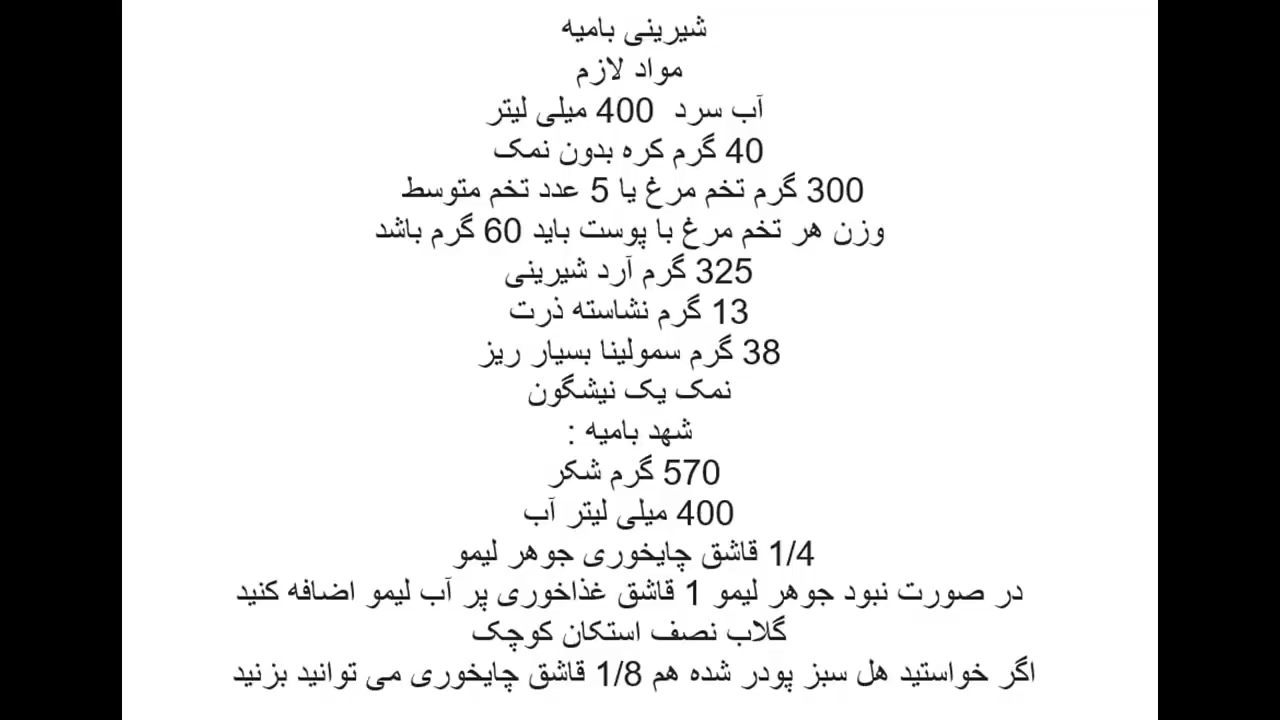 شیرینی بامیه
مواد لازم
آب سرد  400 میلی لیتر
40 گرم کره بدون نمک
300 گرم تخم مرغ یا 5 عدد تخم متوسط
وزن هر تخم مرغ با پوست باید 60 گرم باشد
325 گرم آرد شیرینی
13 گرم نشاسته ذرت
38 گرم سمولینا بسیار ریز
نمک یک نیشگون
شهد بامیه :
570 گرم شکر
400 میلی لیتر آب
1/4 قاشق چایخوری جوهر لیمو
در صورت نبود جوهر لیمو 1 قاشق غذاخوری پر آب لیمو اضافه کنید
گلاب نصف استکان کوچک
اگر خواستید هل سبز پودر شده هم 1/8 قاشق چایخوری می توانید بزنید